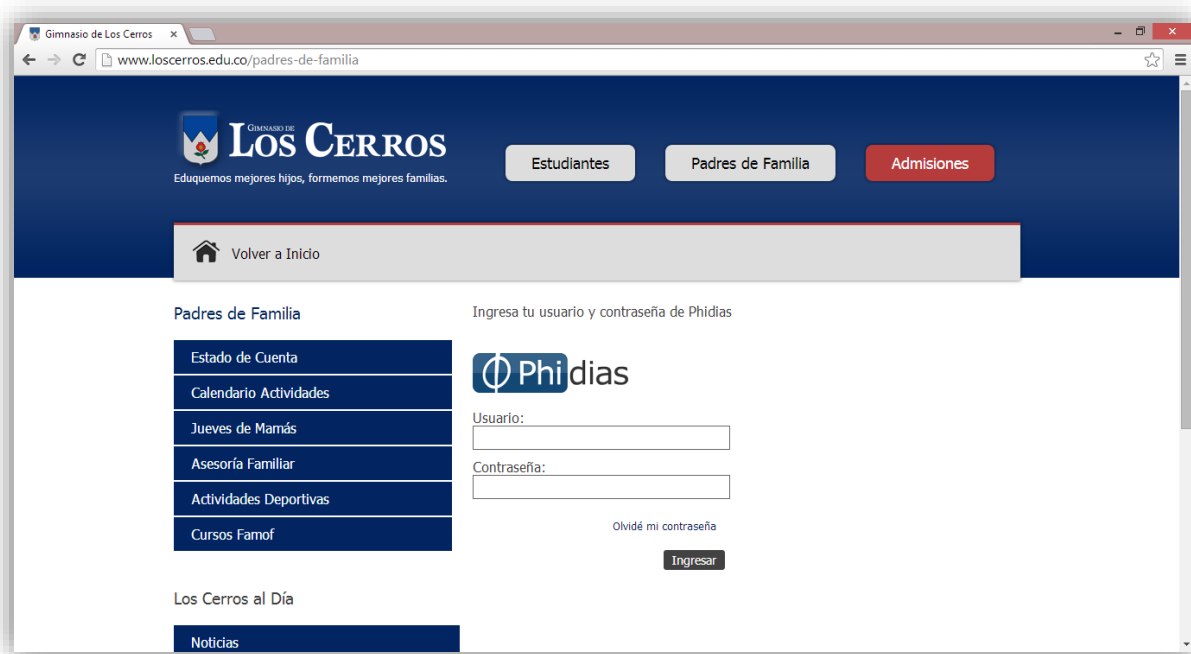 Gimnasio de Los Cerros
www.loscerros.edu.co/padres-de-familia
GIMNASIO DE
LOS CERROS
Eduquemos mejores hijos, formemos mejores familias.
Estudiantes
Padres de Familia
Admisiones
Volver a Inicio
Padres de Familia
Estado de Cuenta
Calendario Actividades
Jueves de Mamás
Asesoría Familiar
Actividades Deportivas
Cursos Famof
Los Cerros al Día
Noticias
Ingresa tu usuario y contraseña de Phidias
Phidias
Usuario:
Contraseña:
Olvidé mi contraseña
Ingresar